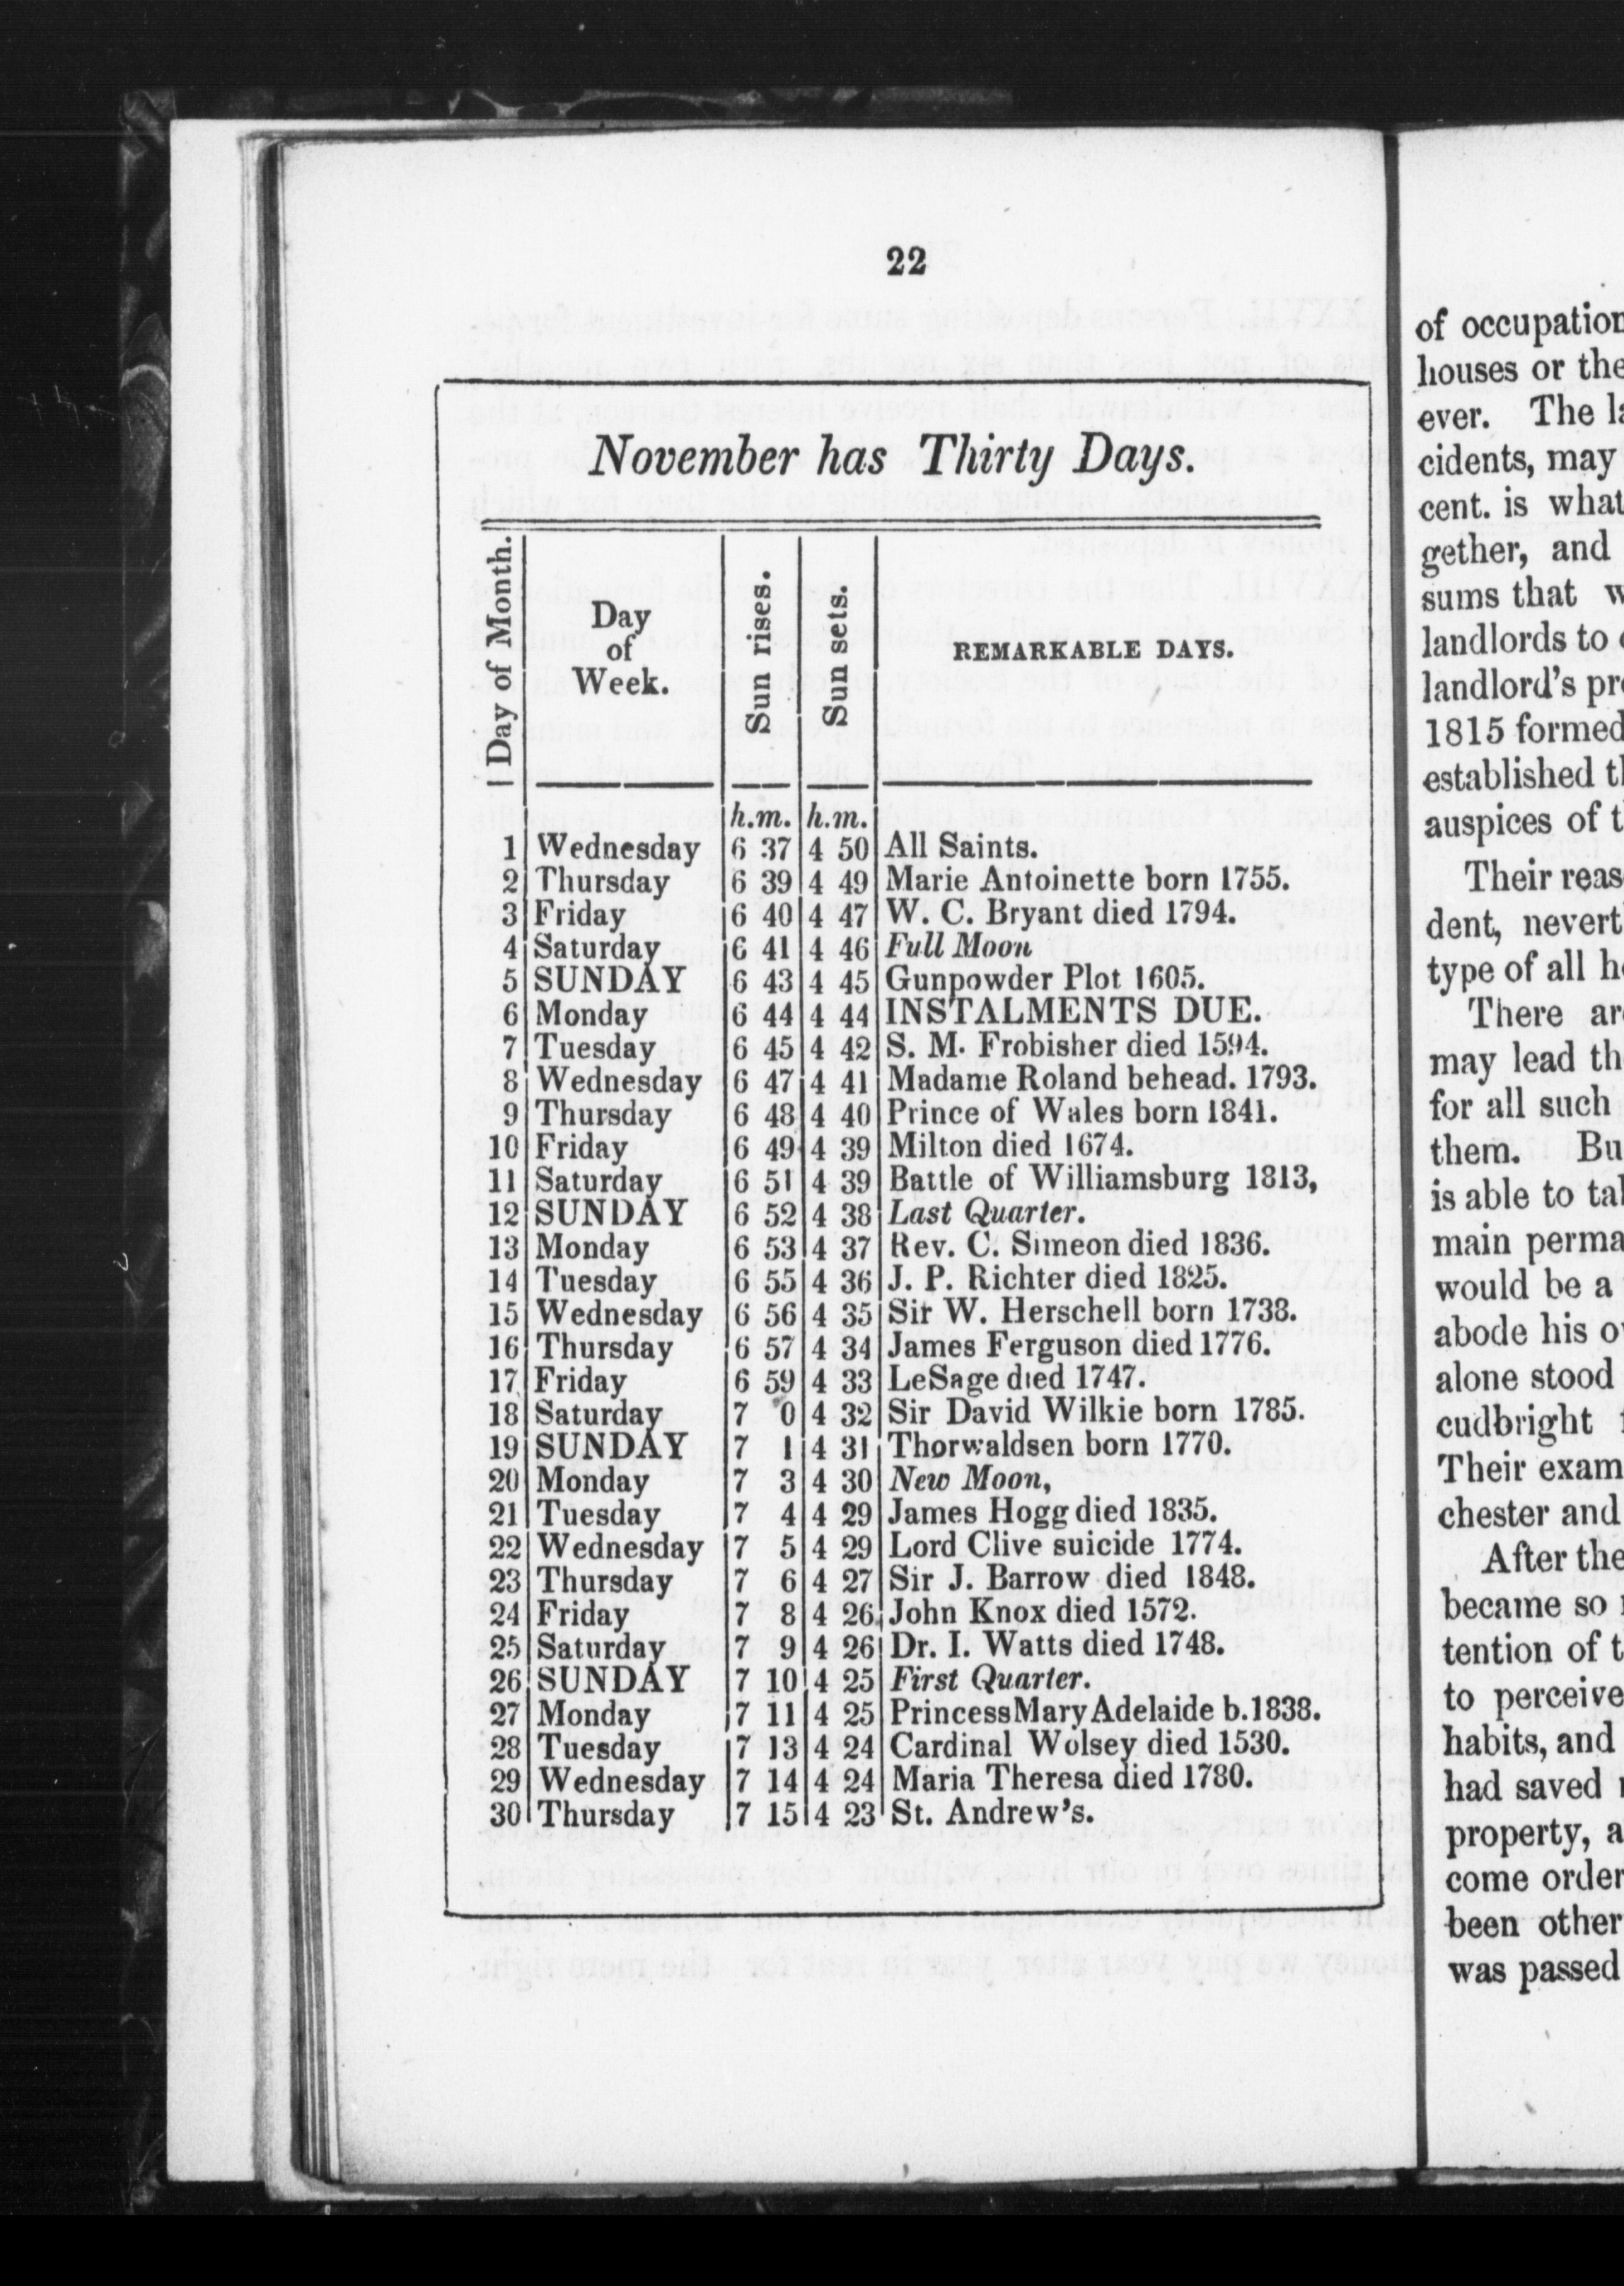 22
November has Thirty Days.
Day of Month.
Day
of
Week.
Sun rises.
Sun sets.
REMARKABLE DAYS.
h.m. h.m.
1 Wednesday 6 37 4 50 All Saints.
2 Thursday 6 39 4 49 Marie Antoinette born 1755.
3 Friday 6 40 4 47 W. C. Bryant died 1794.
4 Saturday 6 41 4 46 Full Moon
5 SUNDAY 6 43 4 45 Gunpowder Plot 1605.
6 Monday 6 44 4 44 INSTALMENTS DUE.
7 Tuesday 6 45 4 42 S. M. Frobisher died 1594.
8 Wednesday 6 47 4 41 Madame Roland behead. 1793.
9 Thursday 6 48 4 40 Prince of Wales born 1841.
10 Friday 6 49 4 39 Milton died 1674.
11 Saturday 6 51 4 39 Battle of Williamsburg 1813,
12 SUNDAY 6 52 4 38 Last Quarter.
13 Monday 6 53 4 37 Rev. C. Simeon died 1836.
14 Tuesday 6 55 4 36 J. P. Richter died 1825.
15 Wednesday 6 56 4 35 Sir W. Herschell born 1738.
16 Thursday 6 57 4 34 James Ferguson died 1776.
17 Friday 6 59 4 33 LeSage died 1747.
18 Saturday 7 0 4 32 Sir David Wilkie born 1785.
19 SUNDAY 7 1 4 31 Thorwaldsen born 1770.
20 Monday 7 3 4 30 New Moon,
21 Tuesday 7 4 4 29 James Hogg died 1835.
22 Wednesday 7 5 4 29 Lord Clive suicide 1774.
23 Thursday 7 6 4 27 Sir J. Barrow died 1848.
24 Friday 7 8 4 26 John Knox died 1572.
25 Saturday 7 9 4 26 Dr. I. Watts died 1748.
26 SUNDAY 7 10 4 25 First Quarter.
27 Monday 7 11 4 25 Princess Mary Adelaide b. 1838.
28 Tuesday 7 13 4 24 Cardinal Wolsey died 1530.
29 Wednesday 7 14 4 24 Maria Theresa died 1780.
30 Thursday 7 15 4 23 St. Andrew's.
of occupation
houses or the
ever. The
cidents, may
cent. is what
gether, and
sums that
landlords to
landlord's
1815 formed
established
auspices of
Their
dent,
type of all
There
may lead
for all such
them.
is able to
main
would be a
abode his
alone stood
cudbright
Their
chester and
After the
became so
tention of
to perceive
habits, and
had saved
property,
come
been other
was passed